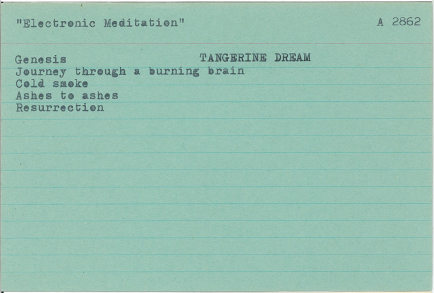 "Electronic Meditation" A 2862
Genesis TANGERINE DREAM
Journey through a burning brain
Cold smoke
Ashes to ashes
Resurrection